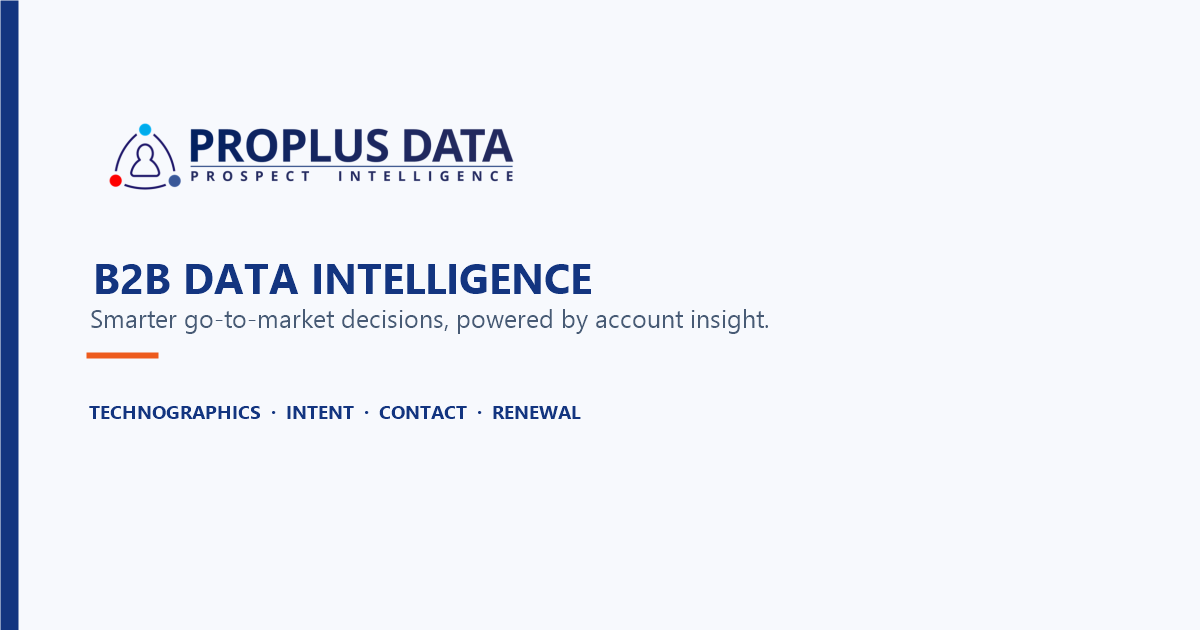 PROPLUS DATA
PROSPECT INTELLIGENCE
B2B DATA INTELLIGENCE
Smarter go-to-market decisions, powered by account insight.
TECHNOGRAPHICS · INTENT · CONTACT · RENEWAL